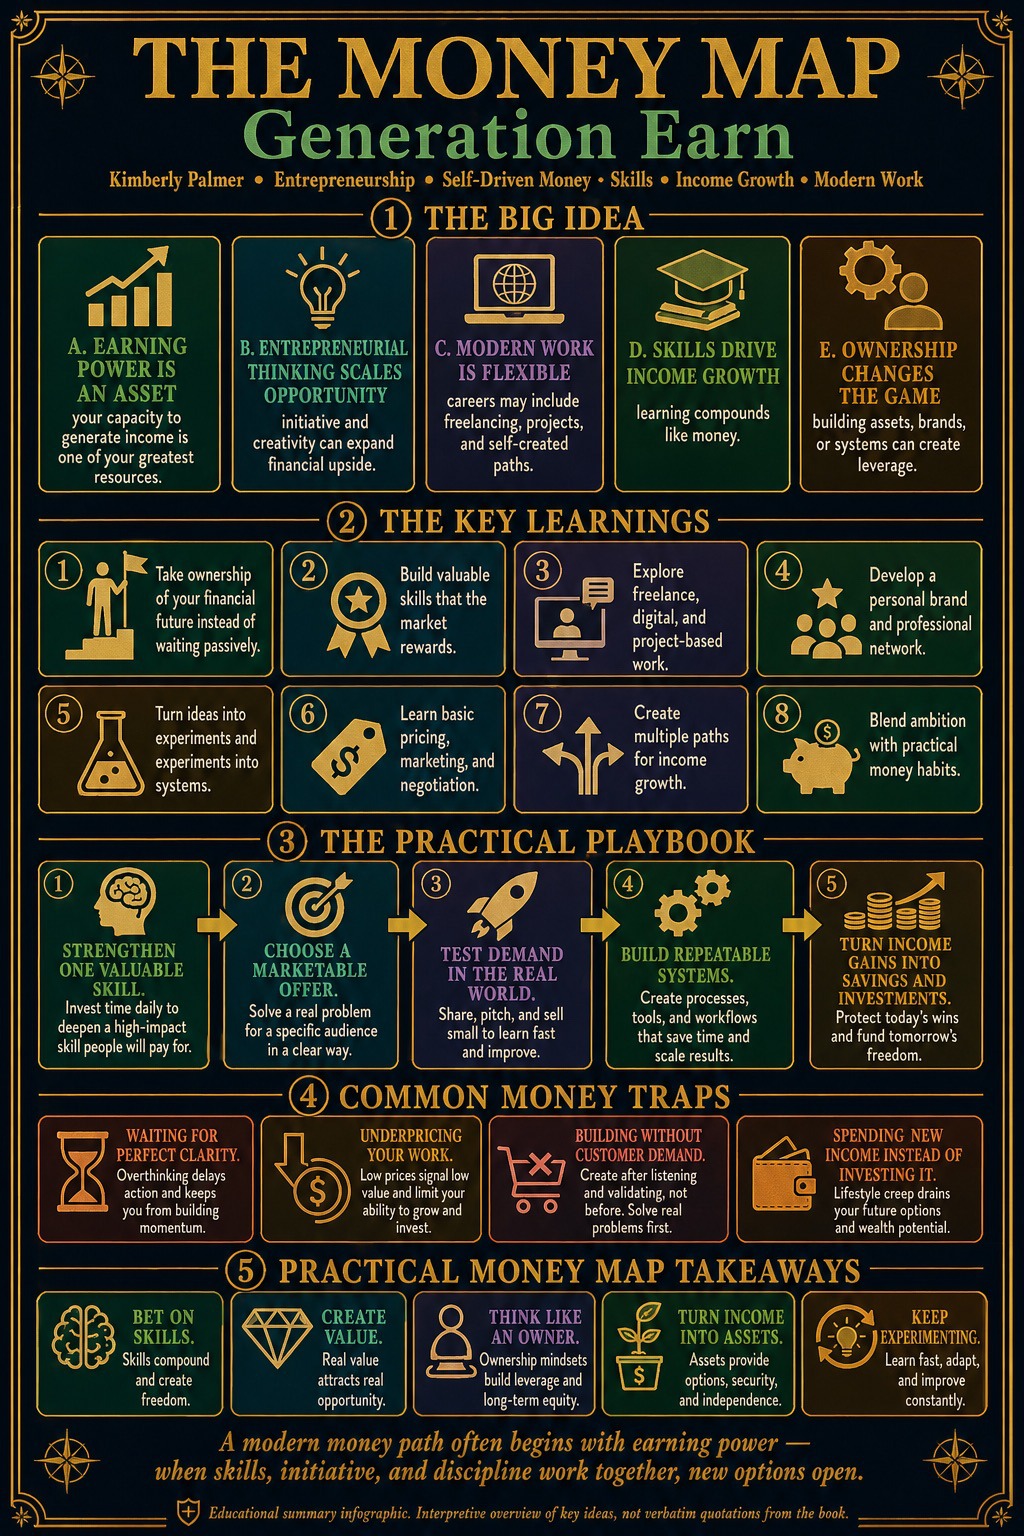 THE MONEY MAP
Generation Earn
Kimberly Palmer • Entrepreneurship • Self-Driven Money • Skills • Income Growth • Modern Work
1 THE BIG IDEA
A. EARNING
POWER IS
AN ASSET
your capacity to
generate income is
one of your greatest
resources.
B. ENTREPRENEURIAL
THINKING SCALES
OPPORTUNITY
initiative and
creativity can expand
financial upside.
C. MODERN WORK
IS FLEXIBLE
careers may include
freelancing, projects,
and self-created
paths.
D. SKILLS DRIVE
INCOME GROWTH
learning compounds
like money.
E. OWNERSHIP
CHANGES
THE GAME
building assets, brands,
or systems can create
leverage.
2 THE KEY LEARNINGS
1
Take ownership
of your financial
future instead of
waiting passively.
2
Build valuable
skills that the
market
rewards.
3
Explore
freelance,
digital, and
project-based
work.
4
Develop a
personal brand
and professional
network.
5
Turn ideas into
experiments and
experiments into
systems.
6
$
Learn basic
pricing,
marketing, and
negotiation.
7
Create
multiple paths
for income
growth.
8
$
Blend ambition
with practical
money habits.
3 THE PRACTICAL PLAYBOOK
1
STRENGTHEN
ONE VALUABLE
SKILL.
Invest time daily to
deepen a high-impact
skill people will pay for.
2
CHOOSE A
MARKETABLE
OFFER.
Solve a real problem
for a specific audience
in a clear way.
3
TEST DEMAND
IN THE REAL
WORLD.
Share, pitch, and sell
small to learn fast
and improve.
4
BUILD REPEATABLE
SYSTEMS.
Create processes,
tools, and workflows
that save time and
scale results.
5
TURN INCOME
GAINS INTO
SAVINGS AND
INVESTMENTS.
Protect today's wins
and fund tomorrow's
freedom.
4 COMMON MONEY TRAPS
WAITING FOR
PERFECT CLARITY.
Overthinking delays
action and keeps
you from building
momentum.
$
UNDERPRICING
YOUR WORK.
Low prices signal low
value and limit your
ability to grow and
invest.
BUILDING WITHOUT
CUSTOMER DEMAND.
Create after listening
and validating, not
before. Solve real
problems first.
SPENDING NEW
INCOME INSTEAD OF
INVESTING IT.
Lifestyle creep drains
your future options
and wealth potential.
5 PRACTICAL MONEY MAP TAKEAWAYS
BET ON
SKILLS.
Skills compound
and create
freedom.
CREATE
VALUE.
Real value
attracts real
opportunity.
THINK LIKE
AN OWNER.
Ownership mindsets
build leverage and
long-term equity.
$
TURN INCOME
INTO ASSETS.
Assets provide
options, security,
and independence.
KEEP
EXPERIMENTING.
Learn fast, adapt,
and improve
constantly.
A modern money path often begins with earning power —
when skills, initiative, and discipline work together, new options open.
Educational summary infographic. Interpretive overview of key ideas, not verbatim quotations from the book.